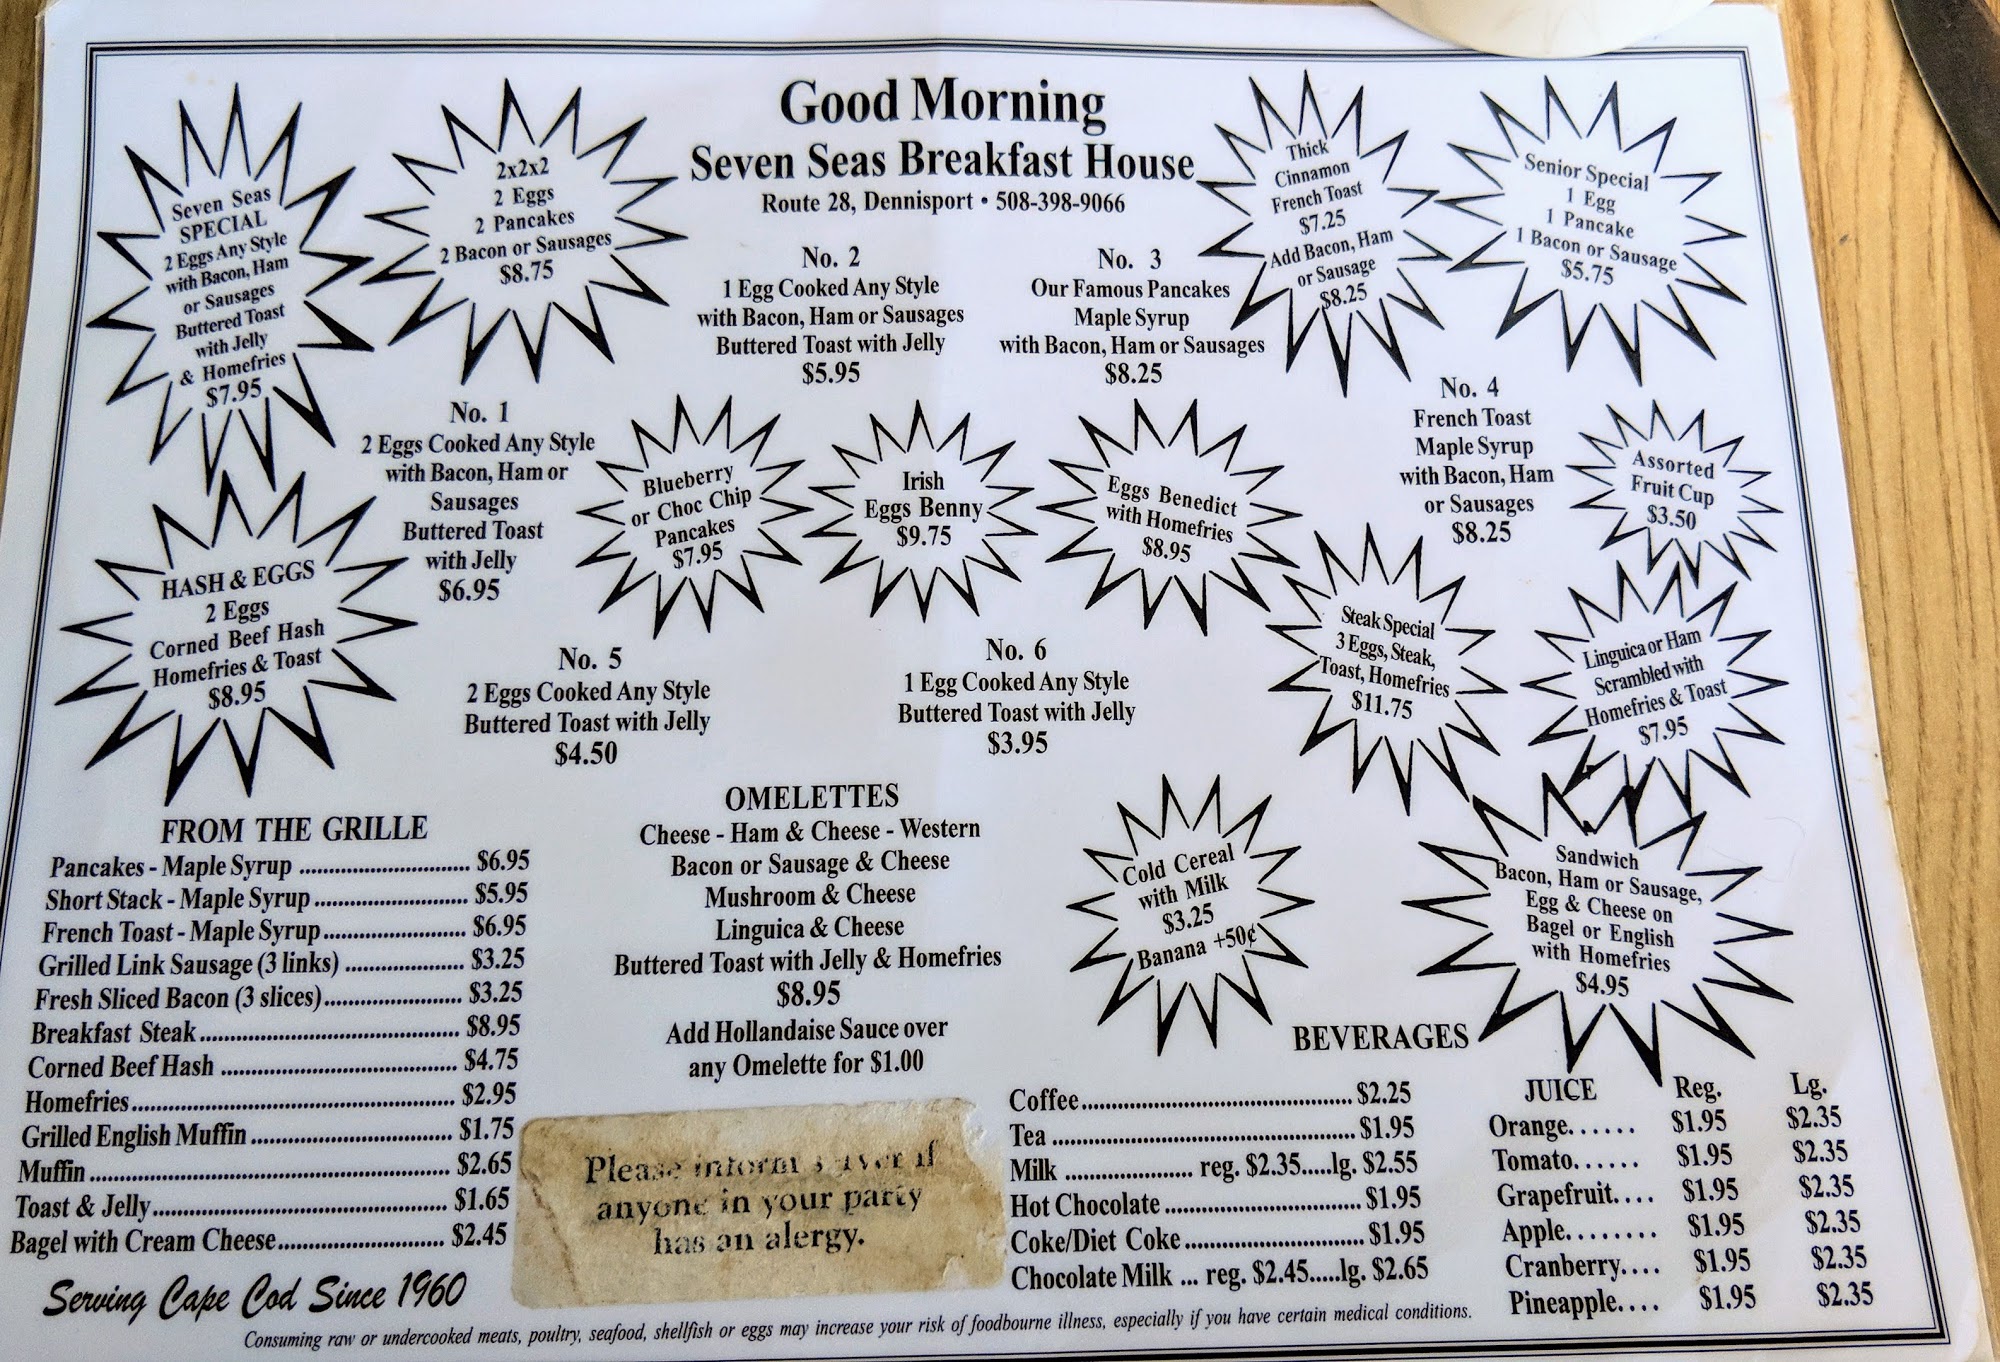 Good Morning
Seven Seas Breakfast House
Route 28, Dennisport • 508-398-9066
Seven Seas
SPECIAL
2 Eggs Any Style
with Bacon, Ham
or Sausages
Buttered Toast
with Jelly
& Homefries
$7.95
2x2x2
2 Eggs
2 Pancakes
2 Bacon or Sausages
$8.75
No. 2
1 Egg Cooked Any Style
with Bacon, Ham or Sausages
Buttered Toast with Jelly
$5.95
No. 3
Our Famous Pancakes
Maple Syrup
with Bacon, Ham or Sausages
$8.25
Thick
Cinnamon
French Toast
$7.25
Add Bacon, Ham
or Sausage
$8.25
Senior Special
1 Egg
1 Pancake
1 Bacon or Sausage
$5.75
No. 1
2 Eggs Cooked Any Style
with Bacon, Ham or
Sausages
Buttered Toast
with Jelly
$6.95
Blueberry
or Choc Chip
Pancakes
$7.95
Irish
Eggs Benny
$9.75
Eggs Benedict
with Homefries
$8.95
No. 4
French Toast
Maple Syrup
with Bacon, Ham
or Sausages
$8.25
Assorted
Fruit Cup
$3.50
HASH & EGGS
2 Eggs
Corned Beef Hash
Homefries & Toast
$8.95
No. 5
2 Eggs Cooked Any Style
Buttered Toast with Jelly
$4.50
No. 6
1 Egg Cooked Any Style
Buttered Toast with Jelly
$3.95
Steak Special
3 Eggs, Steak,
Toast, Homefries
$11.75
Linguica or Ham
Scrambled with
Homefries & Toast
$7.95
FROM THE GRILLE
Pancakes - Maple Syrup ........................ $6.95
Short Stack - Maple Syrup ...................... $5.95
French Toast - Maple Syrup..................... $6.95
Grilled Link Sausage (3 links) .................. $3.25
Fresh Sliced Bacon (3 slices)..................... $3.25
Breakfast Steak....................................... $8.95
Corned Beef Hash ................................... $4.75
Homefries................................................ $2.95
Grilled English Muffin .............................. $1.75
Muffin ..................................................... $2.65
Toast & Jelly............................................ $1.65
Bagel with Cream Cheese......................... $2.45
OMELETTES
Cheese - Ham & Cheese - Western
Bacon or Sausage & Cheese
Mushroom & Cheese
Linguica & Cheese
Buttered Toast with Jelly & Homefries
$8.95
Add Hollandaise Sauce over
any Omelette for $1.00
Cold Cereal
with Milk
$3.25
Banana +50¢
Sandwich
Bacon, Ham or Sausage,
Egg & Cheese on
Bagel or English
with Homefries
$4.95
Please inform server if
anyone in your party
has an alergy.
BEVERAGES
Coffee......................................... $2.25
Tea .............................................. $1.95
Milk ................... reg. $2.35.....lg. $2.55
Hot Chocolate ............................. $1.95
Coke/Diet Coke........................... $1.95
Chocolate Milk ... reg. $2.45.....lg. $2.65
JUICE Reg. Lg.
Orange...... $1.95 $2.35
Tomato...... $1.95 $2.35
Grapefruit.... $1.95 $2.35
Apple........ $1.95 $2.35
Cranberry.... $1.95 $2.35
Pineapple.... $1.95 $2.35
Serving Cape Cod Since 1960
Consuming raw or undercooked meats, poultry, seafood, shellfish or eggs may increase your risk of foodbourne illness, especially if you have certain medical conditions.